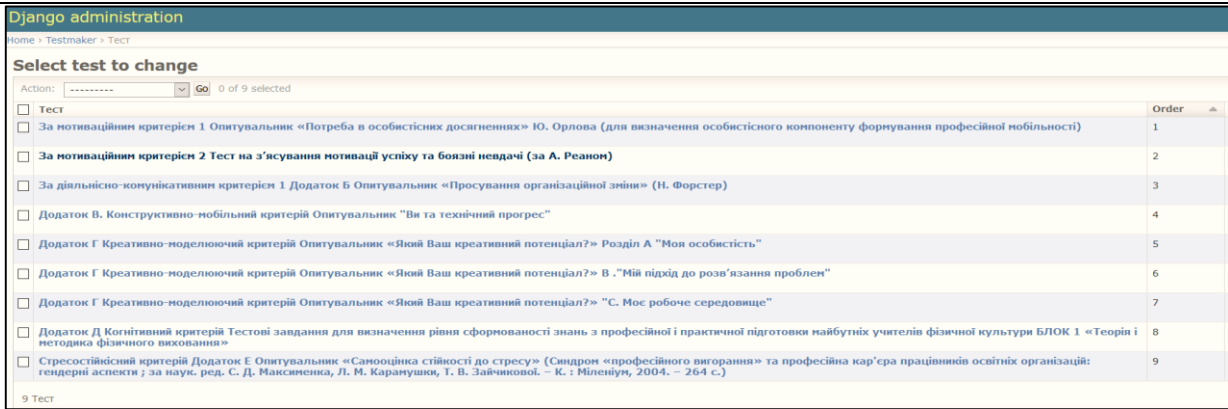 Django administration
Home › Testmaker › Тест
Select test to change
Action: --------- Go 0 of 9 selected
Тест Order
За мотиваційним критерієм 1 Опитувальник «Потреба в особистісних досягненнях» Ю. Орлова (для визначення особистісного компоненту формування професійної мобільності) 1
За мотиваційним критерієм 2 Тест на з’ясування мотивації успіху та боязні невдачі (за А. Реаном) 2
За діяльнісно-комунікативним критерієм 1 Додаток Б Опитувальник «Просування організаційної зміни» (Н. Форстер) 3
Додаток В. Конструктивно-мобільний критерій Опитувальник "Ви та технічний прогрес" 4
Додаток Г Креативно-моделюючий критерій Опитувальник «Який Ваш креативний потенціал?» Розділ А "Моя особистість" 5
Додаток Г Креативно-моделюючий критерій Опитувальник «Який Ваш креативний потенціал?» В ."Мій підхід до розв’язання проблем" 6
Додаток Г Креативно-моделюючий критерій Опитувальник «Який Ваш креативний потенціал?» "С. Моє робоче середовище" 7
Додаток Д Когнітивний критерій Тестові завдання для визначення рівня сформованості знань з професійної і практичної підготовки майбутніх учителів фізичної культури БЛОК 1 «Теорія і 8
методика фізичного виховання»
Стресостійкісний критерій Додаток Е Опитувальник «Самооцінка стійкості до стресу» (Синдром «професійного вигорання» та професійна кар'єра працівників освітніх організацій: 9
гендерні аспекти ; за наук. ред. С. Д. Максименка, Л. М. Карамушки, Т. В. Зайчикової. – К. : Міленіум, 2004. – 264 с.)
9 Тест